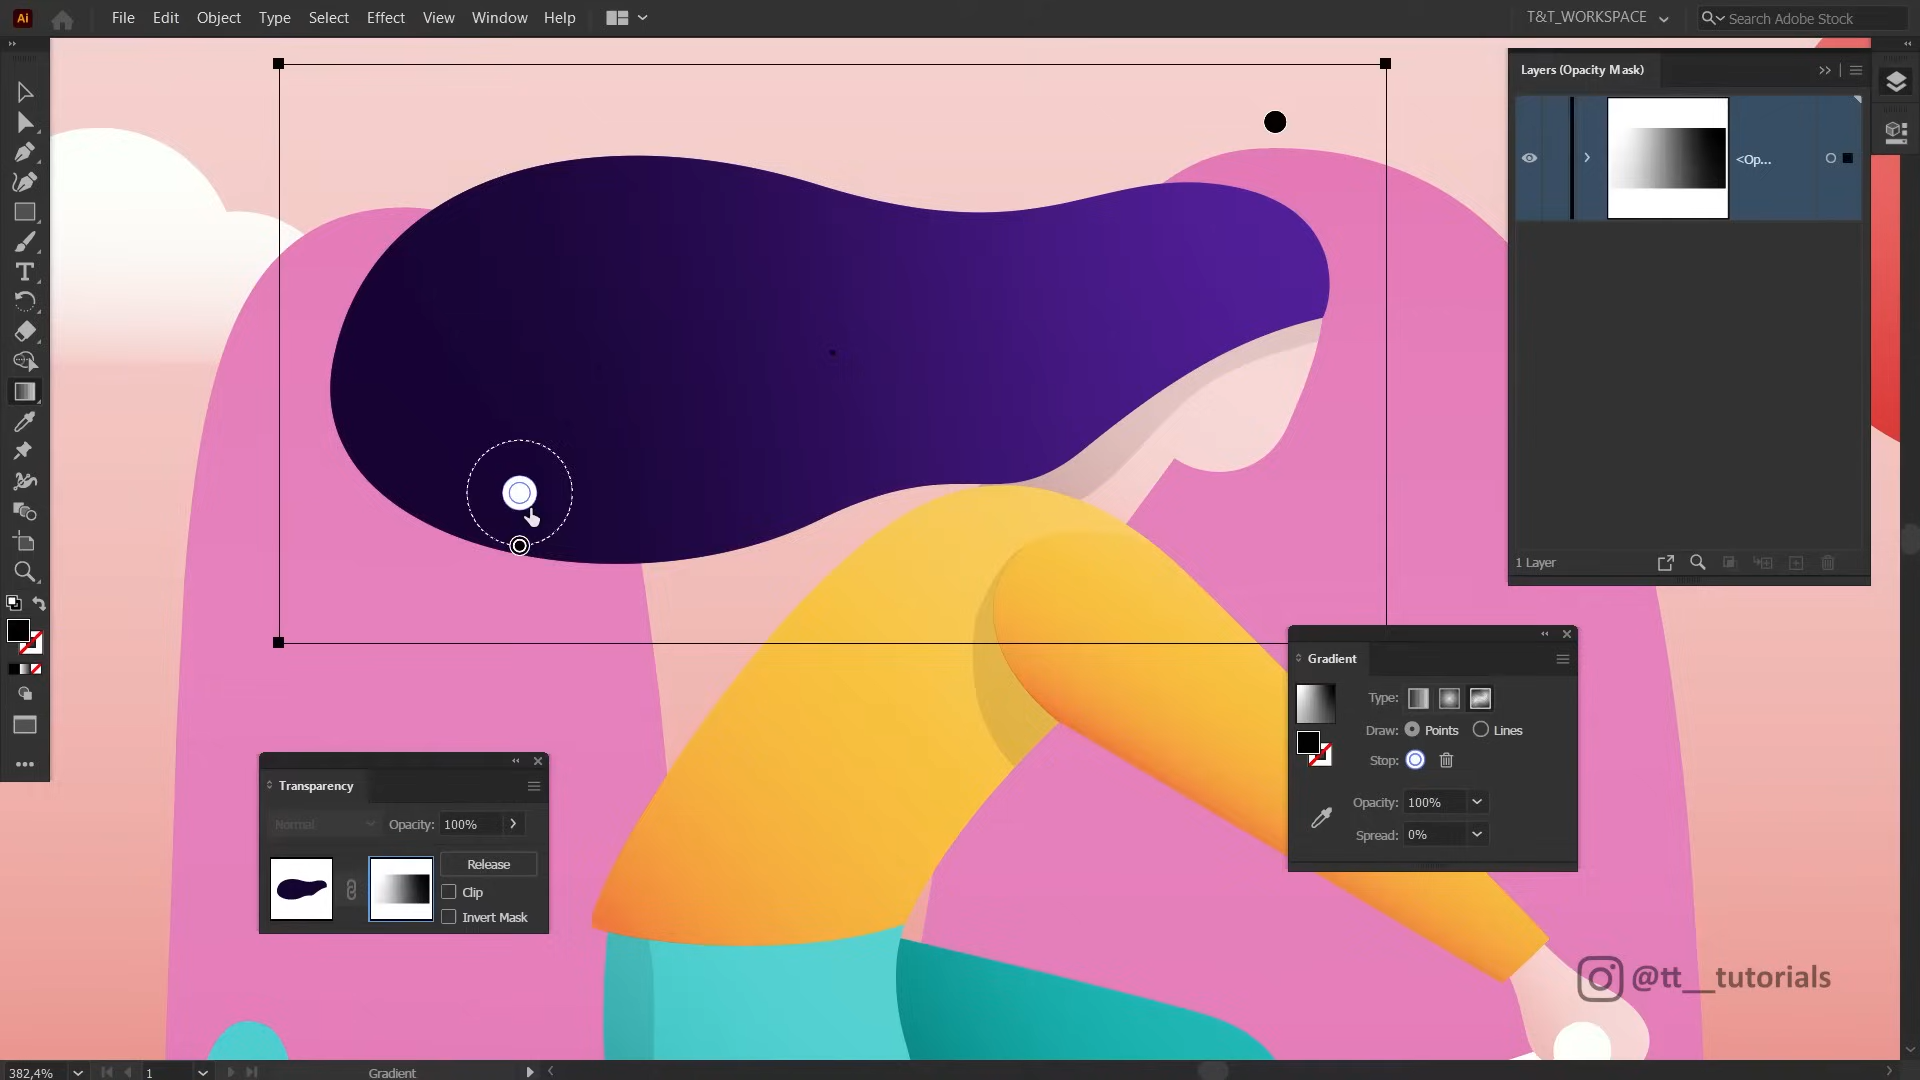 Ai File Edit Object Type Select Effect View Window Help T&T_WORKSPACE Search Adobe Stock
Layers (Opacity Mask)
<Op...
1 Layer
Gradient
Type:
Draw: Points Lines
Stop:
Opacity: 100%
Spread: 0%
Transparency
Normal Opacity: 100%
Release
Clip
Invert Mask
@tt__tutorials
382,4% 1 Gradient